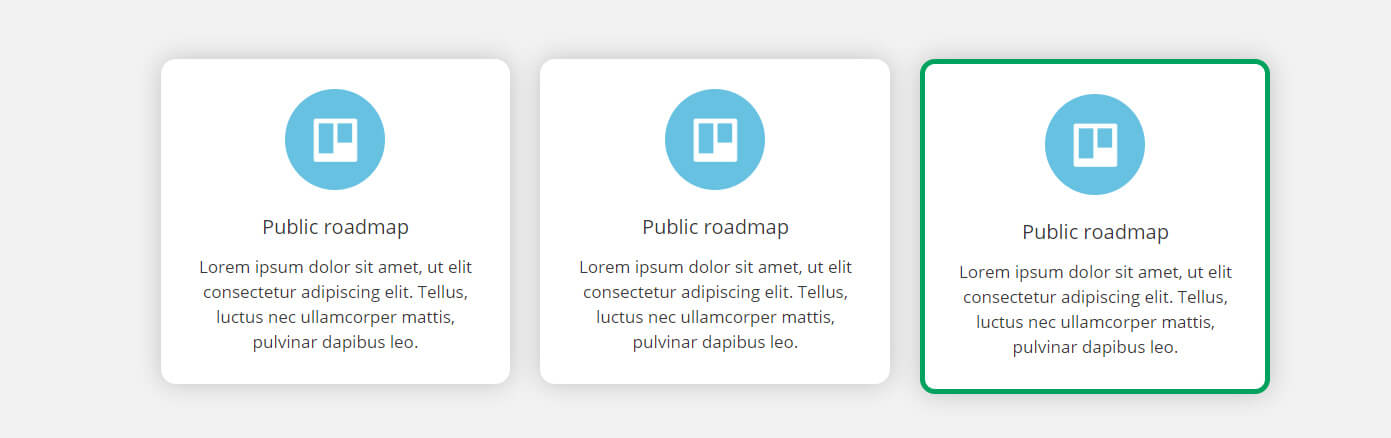 Public roadmap
Lorem ipsum dolor sit amet, ut elit
consectetur adipiscing elit. Tellus,
luctus nec ullamcorper mattis,
pulvinar dapibus leo.
Public roadmap
Lorem ipsum dolor sit amet, ut elit
consectetur adipiscing elit. Tellus,
luctus nec ullamcorper mattis,
pulvinar dapibus leo.
Public roadmap
Lorem ipsum dolor sit amet, ut elit
consectetur adipiscing elit. Tellus,
luctus nec ullamcorper mattis,
pulvinar dapibus leo.